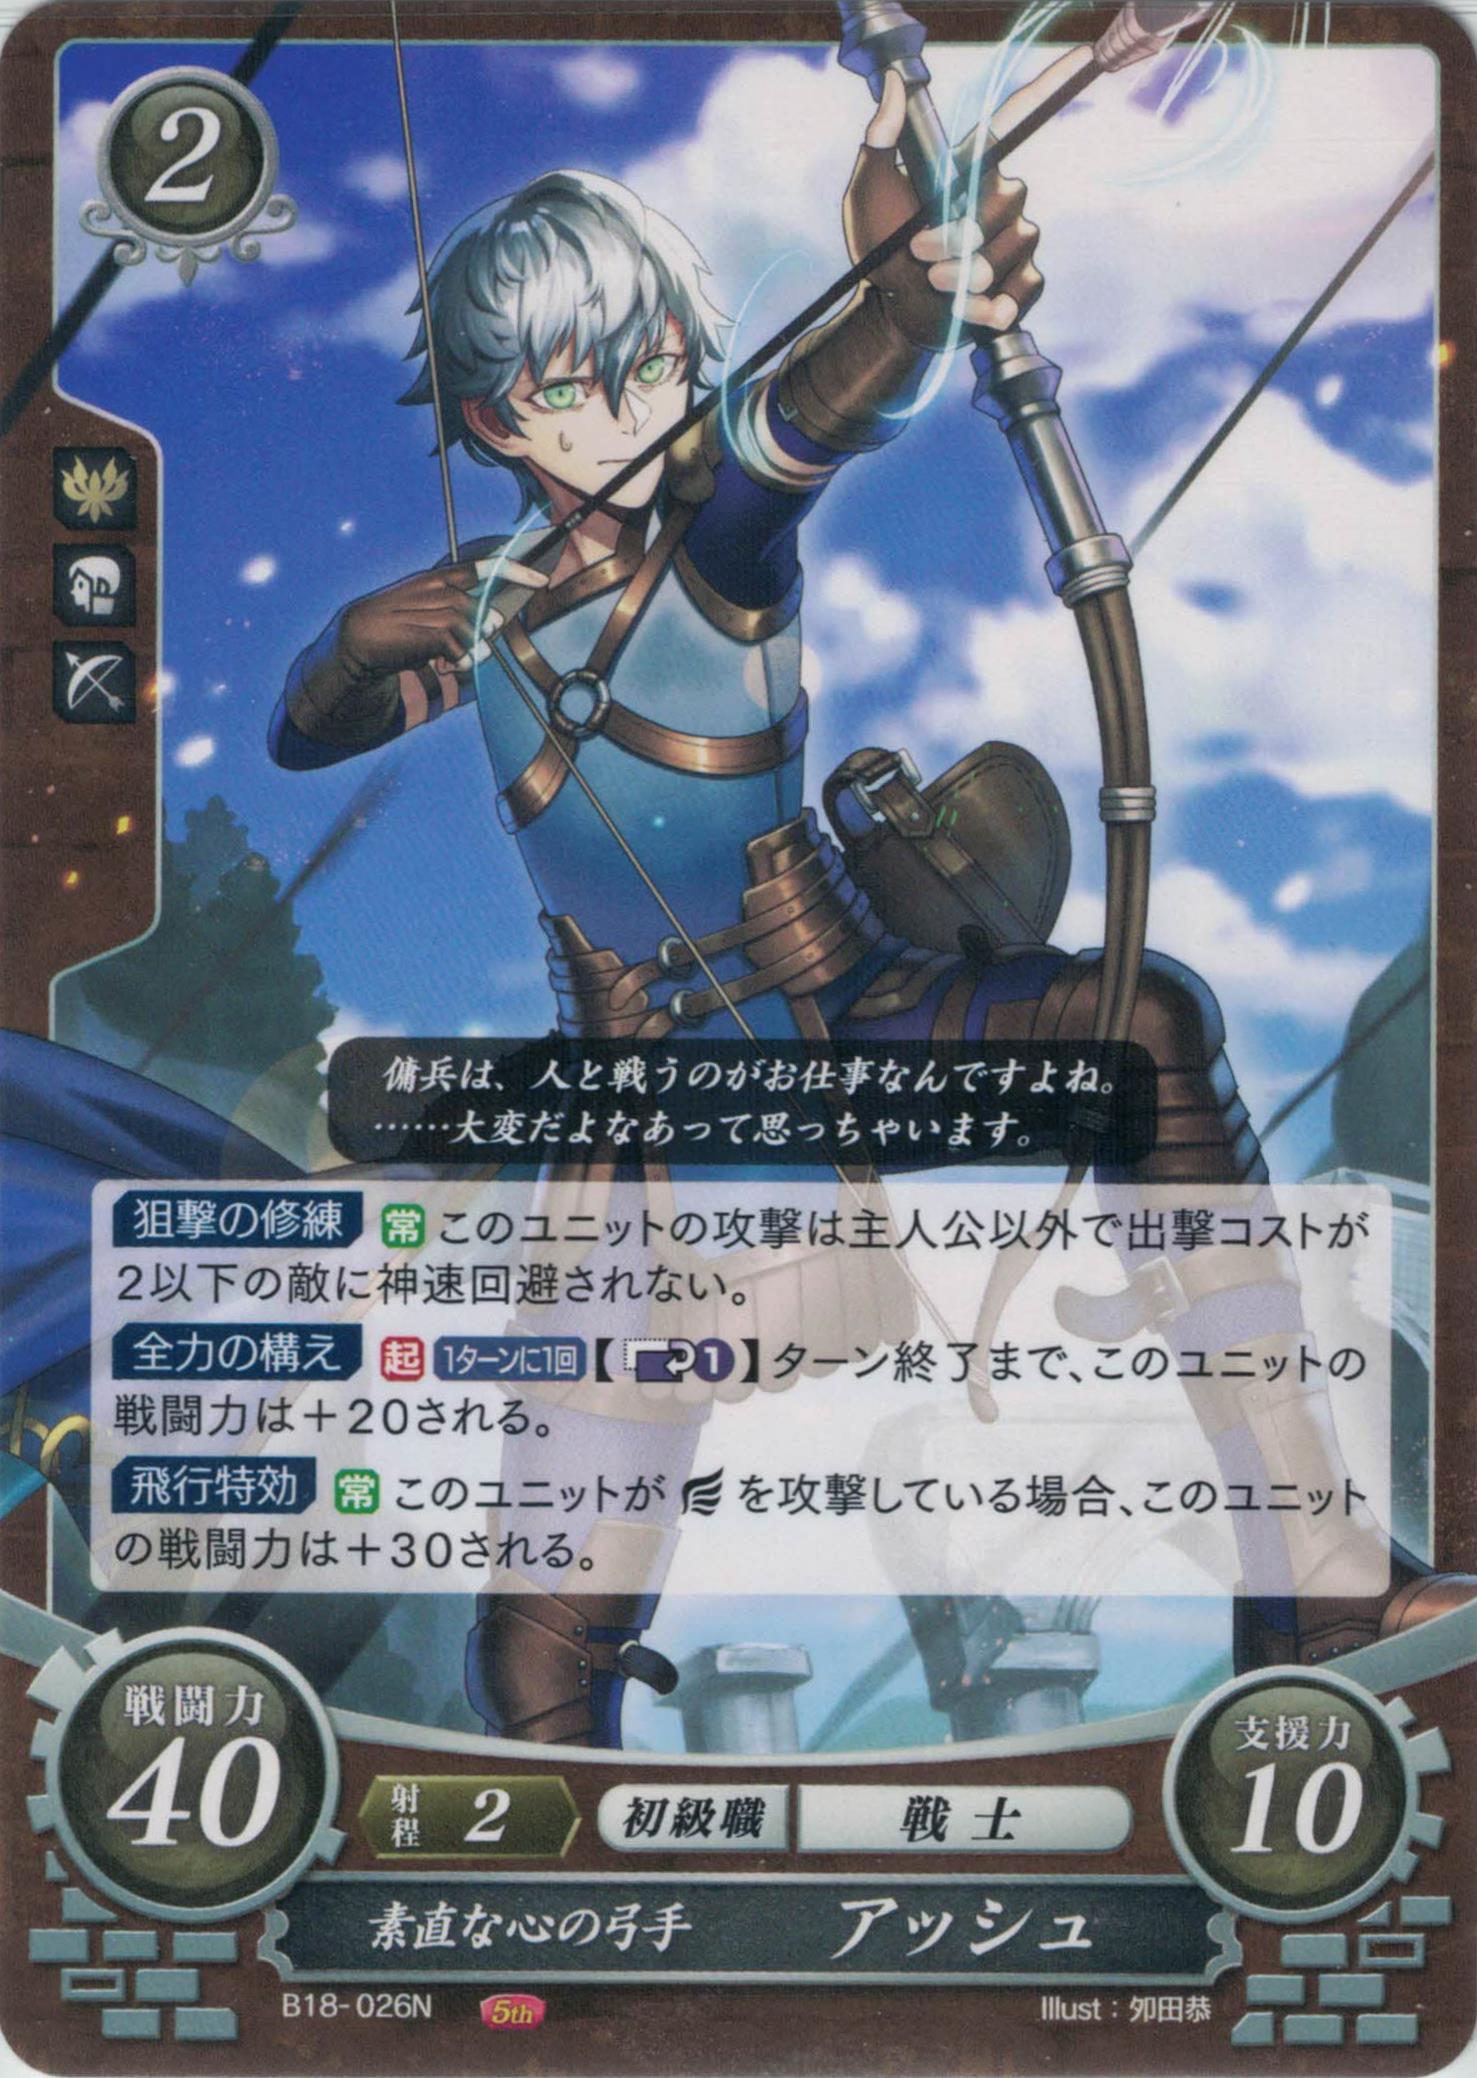 2
傭兵は、人と戦うのがお仕事なんですよね。
……大変だよなあって思っちゃいます。
狙撃の修練 常 このユニットの攻撃は主人公以外で出撃コストが
2以下の敵に神速回避されない。
全力の構え 起 1ターンに1回【1】ターン終了まで、このユニットの
戦闘力は＋20される。
飛行特効 常 このユニットが を攻撃している場合、このユニット
の戦闘力は＋30される。
戦闘力
40
射程 2
初級職 戦士
支援力
10
素直な心の弓手 アッシュ
B18-026N 5th Illust：夘田恭